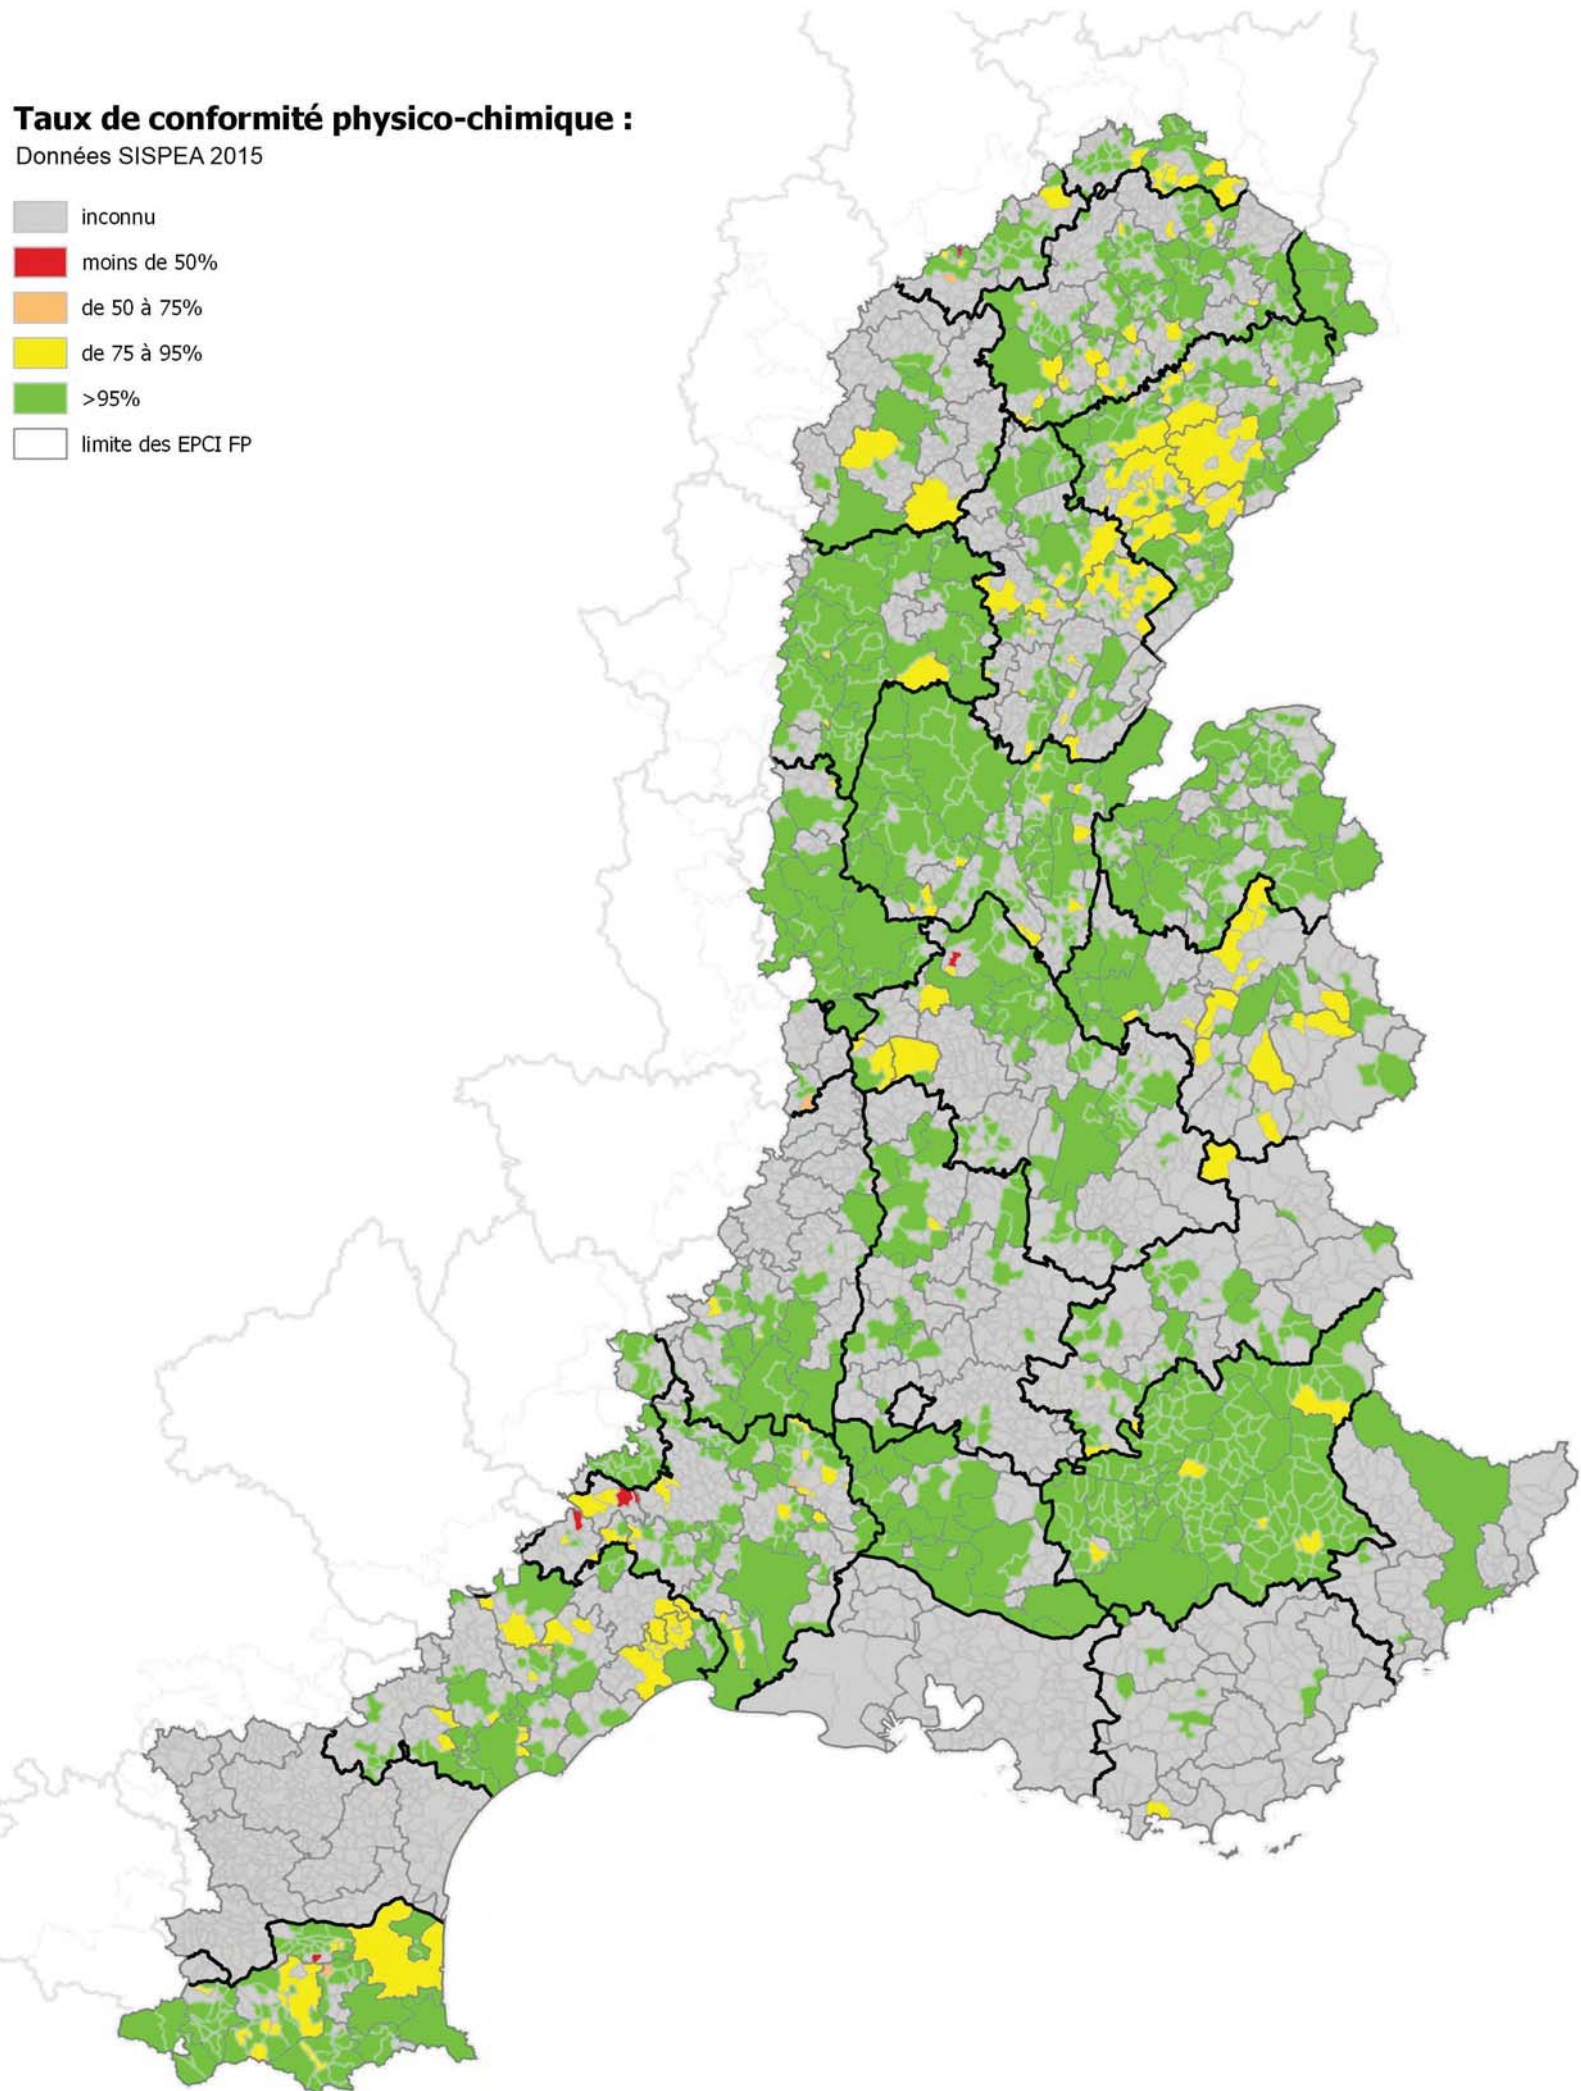 Taux de conformité physico-chimique :
Données SISPEA 2015
inconnu
moins de 50%
de 50 à 75%
de 75 à 95%
>95%
limite des EPCI FP